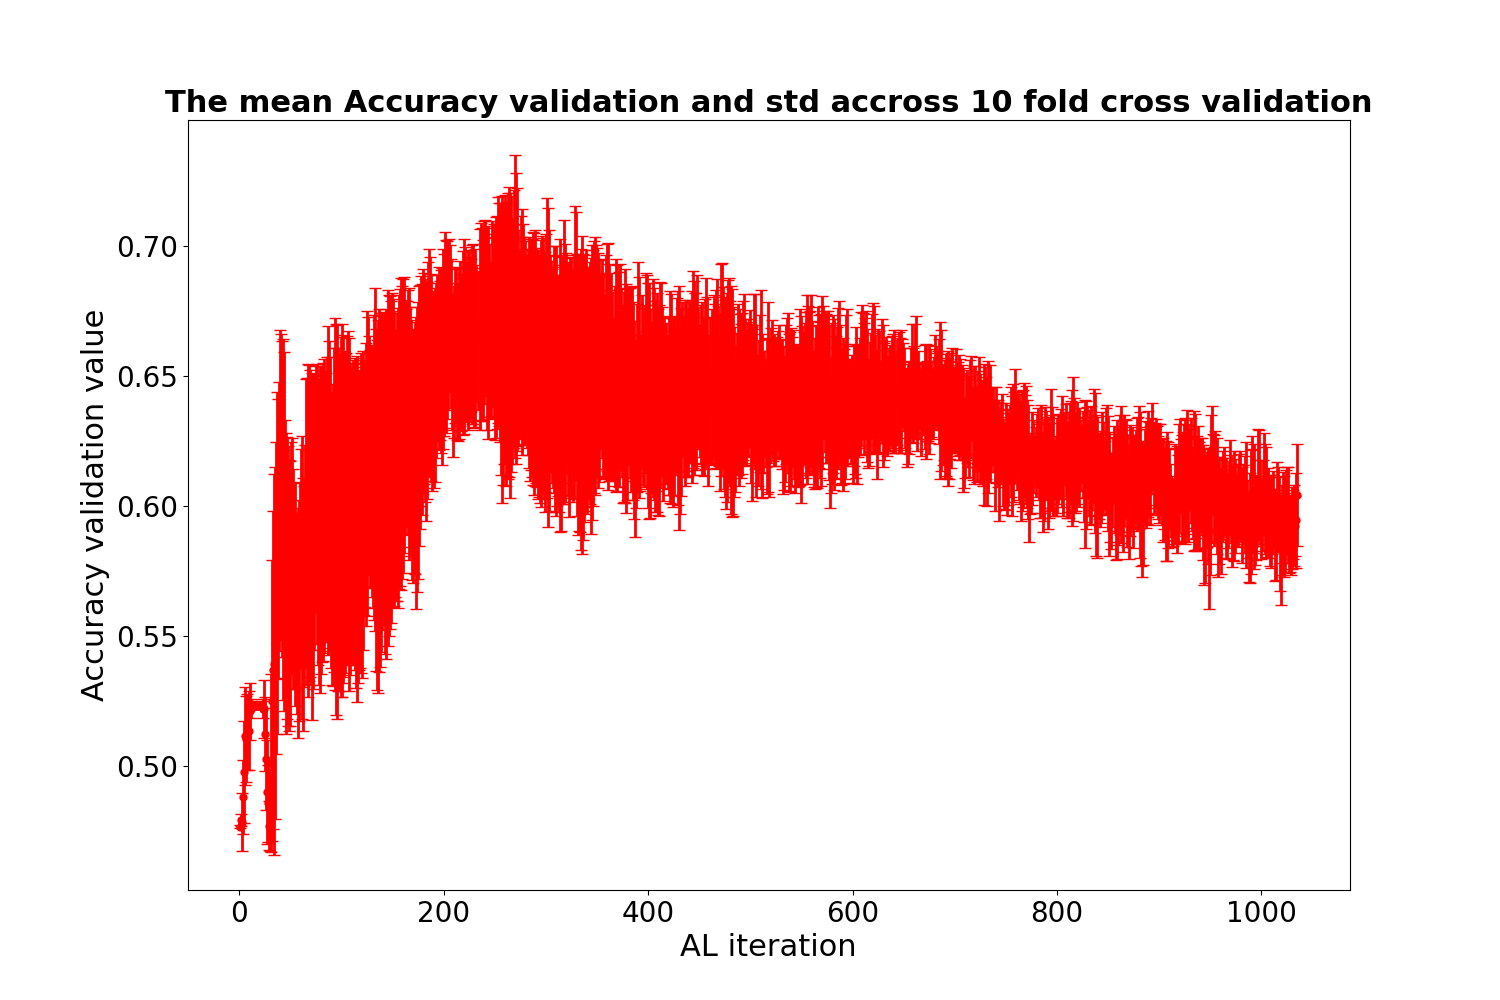 The mean Accuracy validation and std accross 10 fold cross validation
Accuracy validation value
0.70
0.65
0.60
0.55
0.50
0 200 400 600 800 1000
AL iteration